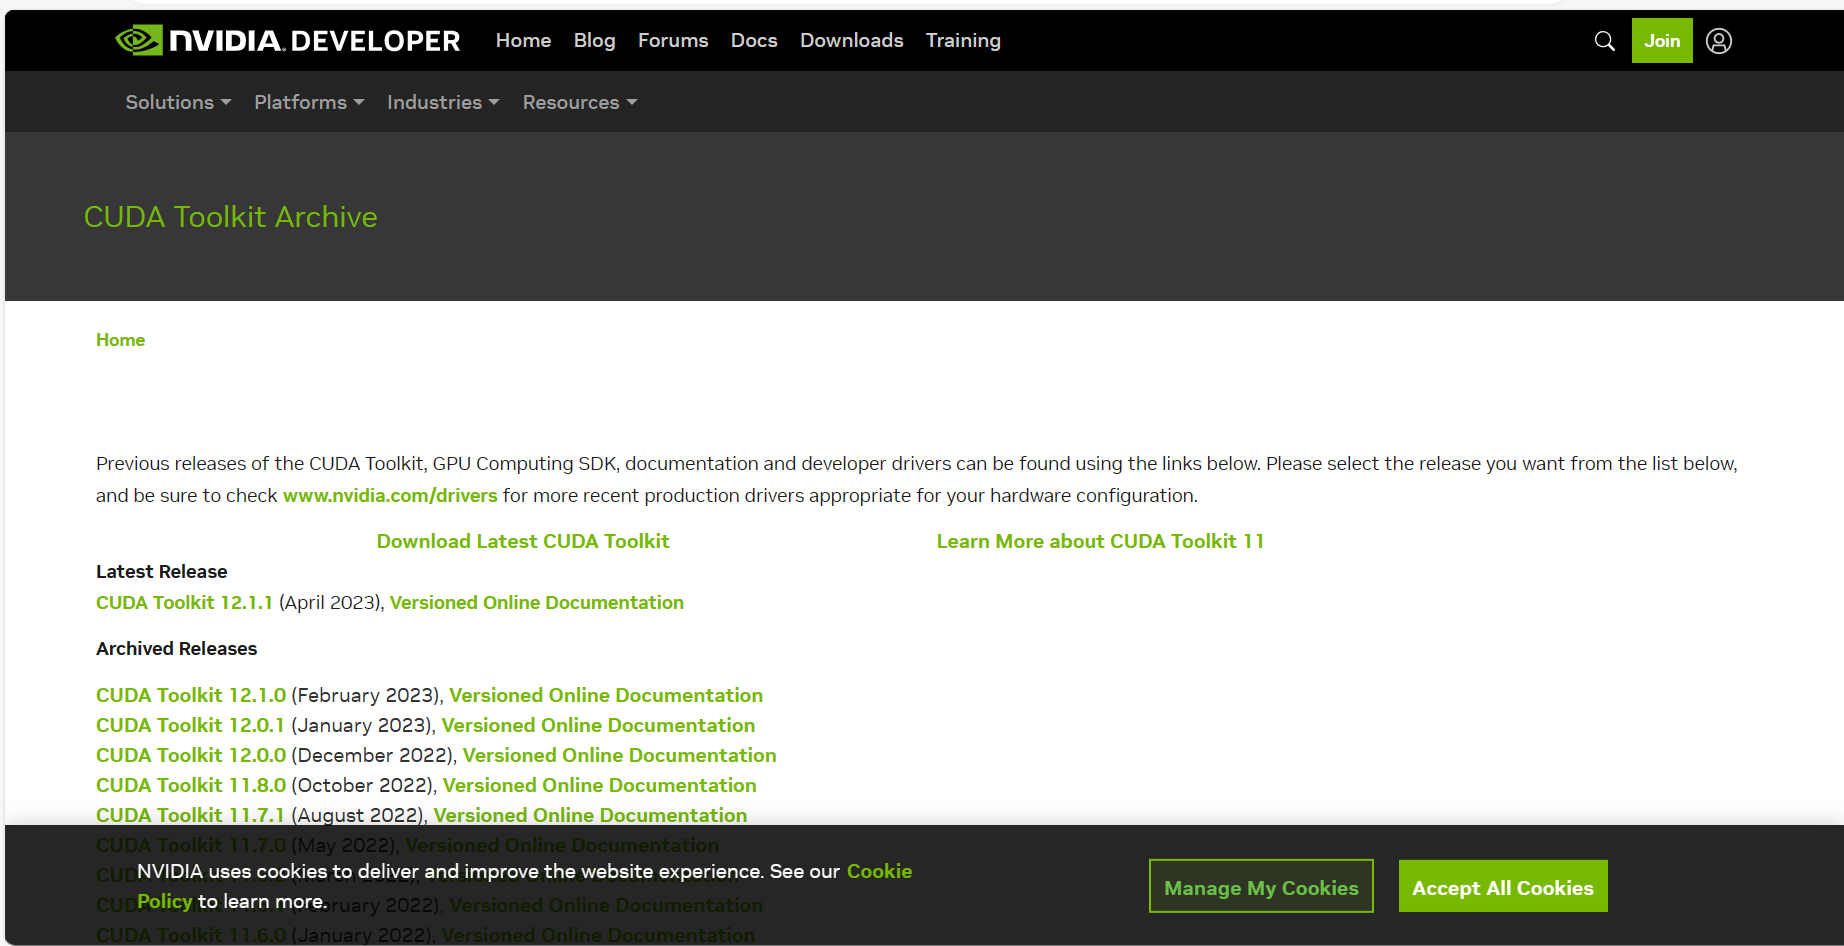 NVIDIA. DEVELOPER Home Blog Forums Docs Downloads Training Join
Solutions Platforms Industries Resources
CUDA Toolkit Archive
Home
Previous releases of the CUDA Toolkit, GPU Computing SDK, documentation and developer drivers can be found using the links below. Please select the release you want from the list below,
and be sure to check www.nvidia.com/drivers for more recent production drivers appropriate for your hardware configuration.
Download Latest CUDA Toolkit Learn More about CUDA Toolkit 11
Latest Release
CUDA Toolkit 12.1.1 (April 2023), Versioned Online Documentation
Archived Releases
CUDA Toolkit 12.1.0 (February 2023), Versioned Online Documentation
CUDA Toolkit 12.0.1 (January 2023), Versioned Online Documentation
CUDA Toolkit 12.0.0 (December 2022), Versioned Online Documentation
CUDA Toolkit 11.8.0 (October 2022), Versioned Online Documentation
CUDA Toolkit 11.7.1 (August 2022), Versioned Online Documentation
CUDA Toolkit 11.7.0 (May 2022), Versioned Online Documentation
NVIDIA uses cookies to deliver and improve the website experience. See our Cookie
Policy to learn more.
Manage My Cookies Accept All Cookies
2022), Versioned Online Documentation
CUDA Toolkit 11.6.0 (January 2022), Versioned Online Documentation